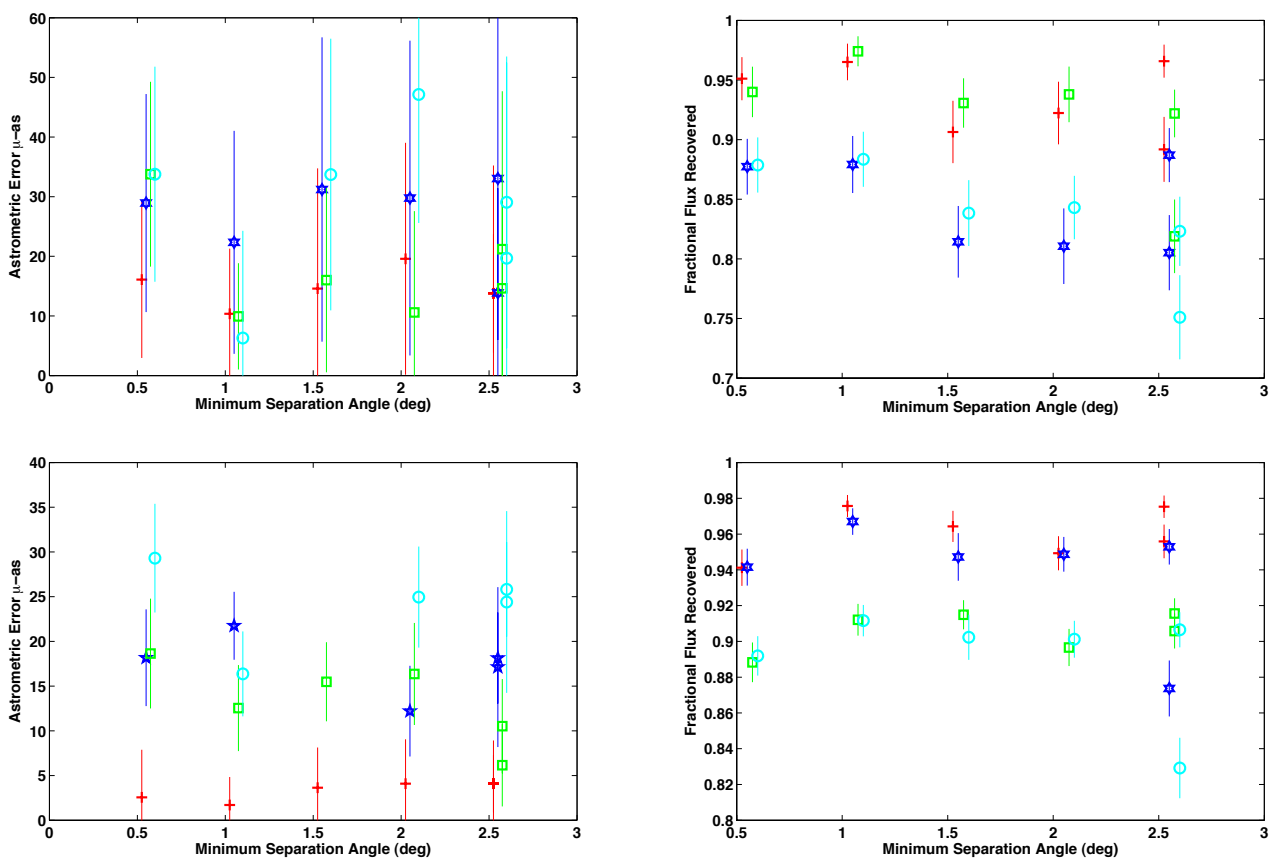 60
50
40
30
20
10
0
Astrometric Error μ-as
0 0.5 1 1.5 2 2.5 3
Minimum Separation Angle (deg)
1
0.95
0.9
0.85
0.8
0.75
0.7
Fractional Flux Recovered
0.5 1 1.5 2 2.5 3
Minimum Separation Angle (deg)
40
35
30
25
20
15
10
5
0
Astrometric Error μ-as
0 0.5 1 1.5 2 2.5 3
Minimum Separation Angle (deg)
1
0.98
0.96
0.94
0.92
0.9
0.88
0.86
0.84
0.82
0.8
Fractional Flux Recovered
0.5 1 1.5 2 2.5 3
Minimum Separation Angle (deg)